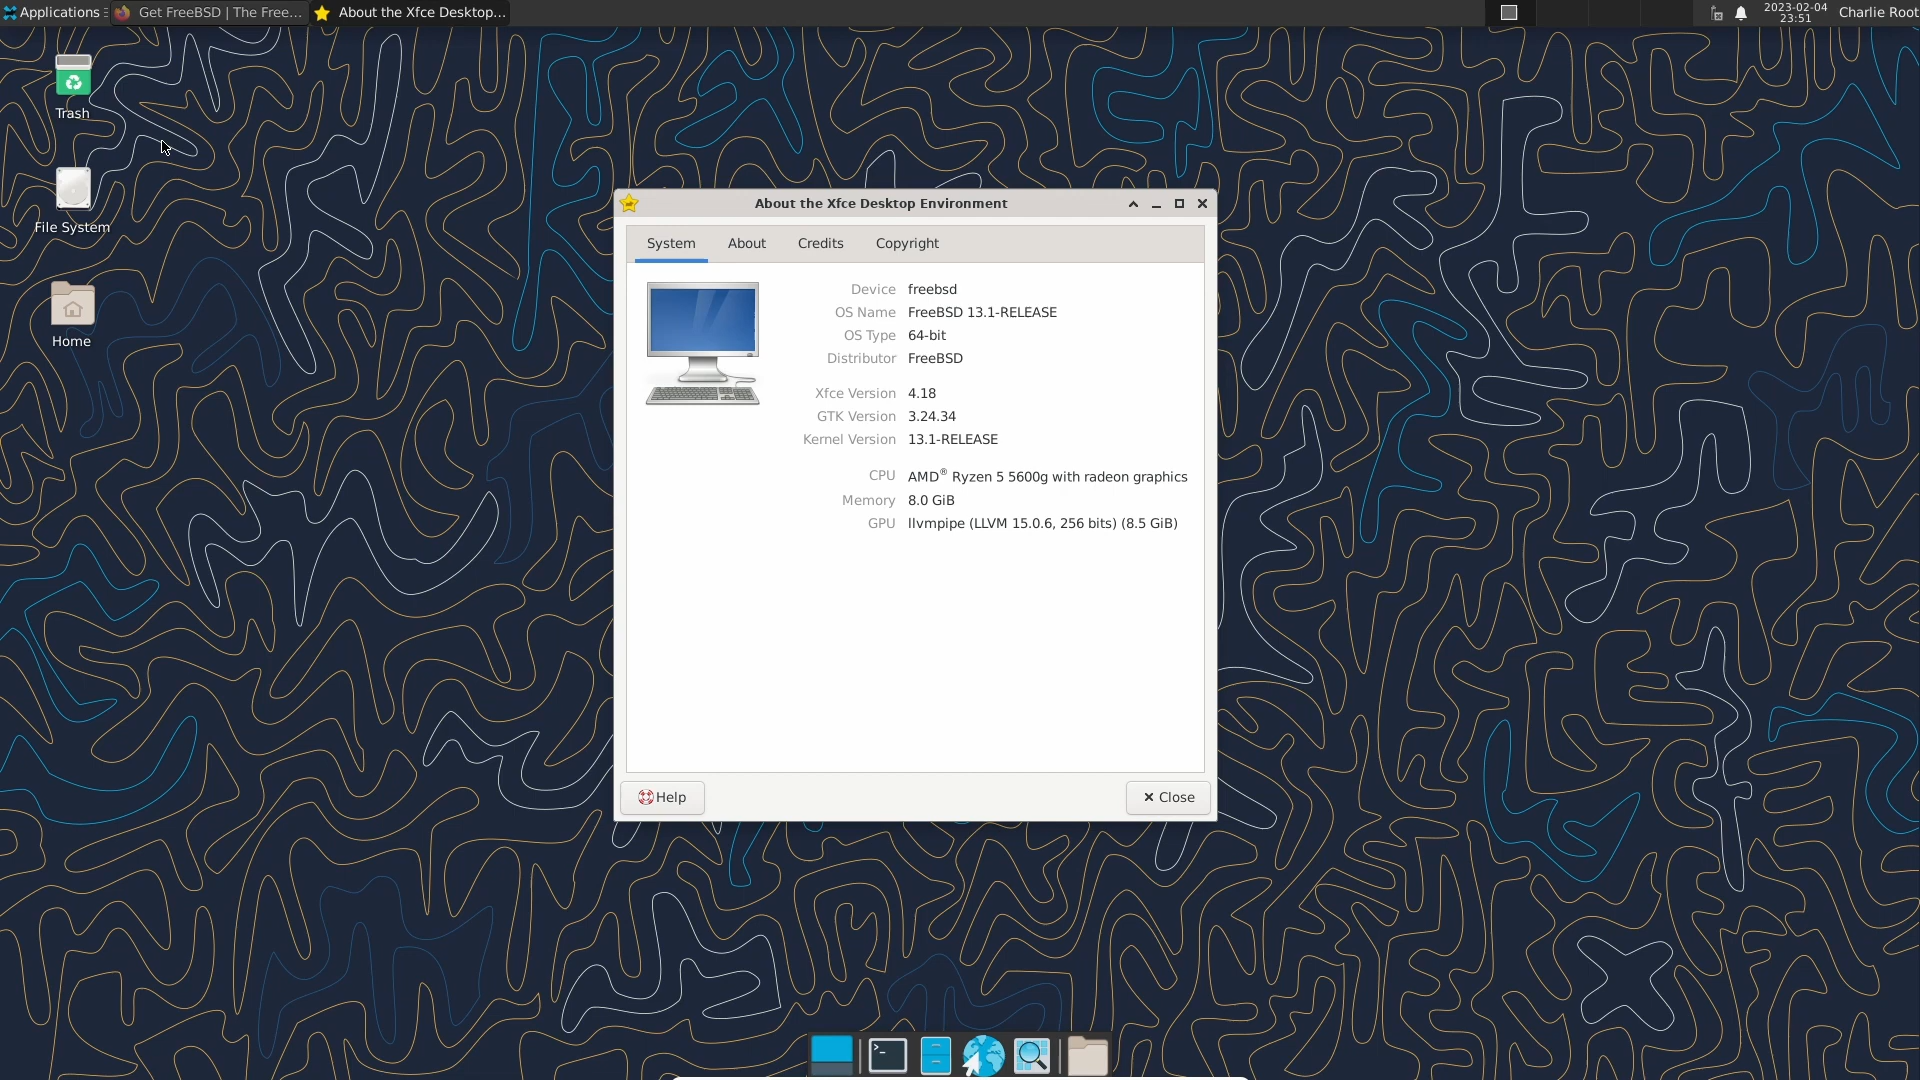 Applications
Get FreeBSD | The Free...
About the Xfce Desktop...
2023-02-04
23:51
Charlie Root
Trash
File System
Home
About the Xfce Desktop Environment
System About Credits Copyright
Device freebsd
OS Name FreeBSD 13.1-RELEASE
OS Type 64-bit
Distributor FreeBSD
Xfce Version 4.18
GTK Version 3.24.34
Kernel Version 13.1-RELEASE
CPU AMD® Ryzen 5 5600g with radeon graphics
Memory 8.0 GiB
GPU llvmpipe (LLVM 15.0.6, 256 bits) (8.5 GiB)
Help
Close